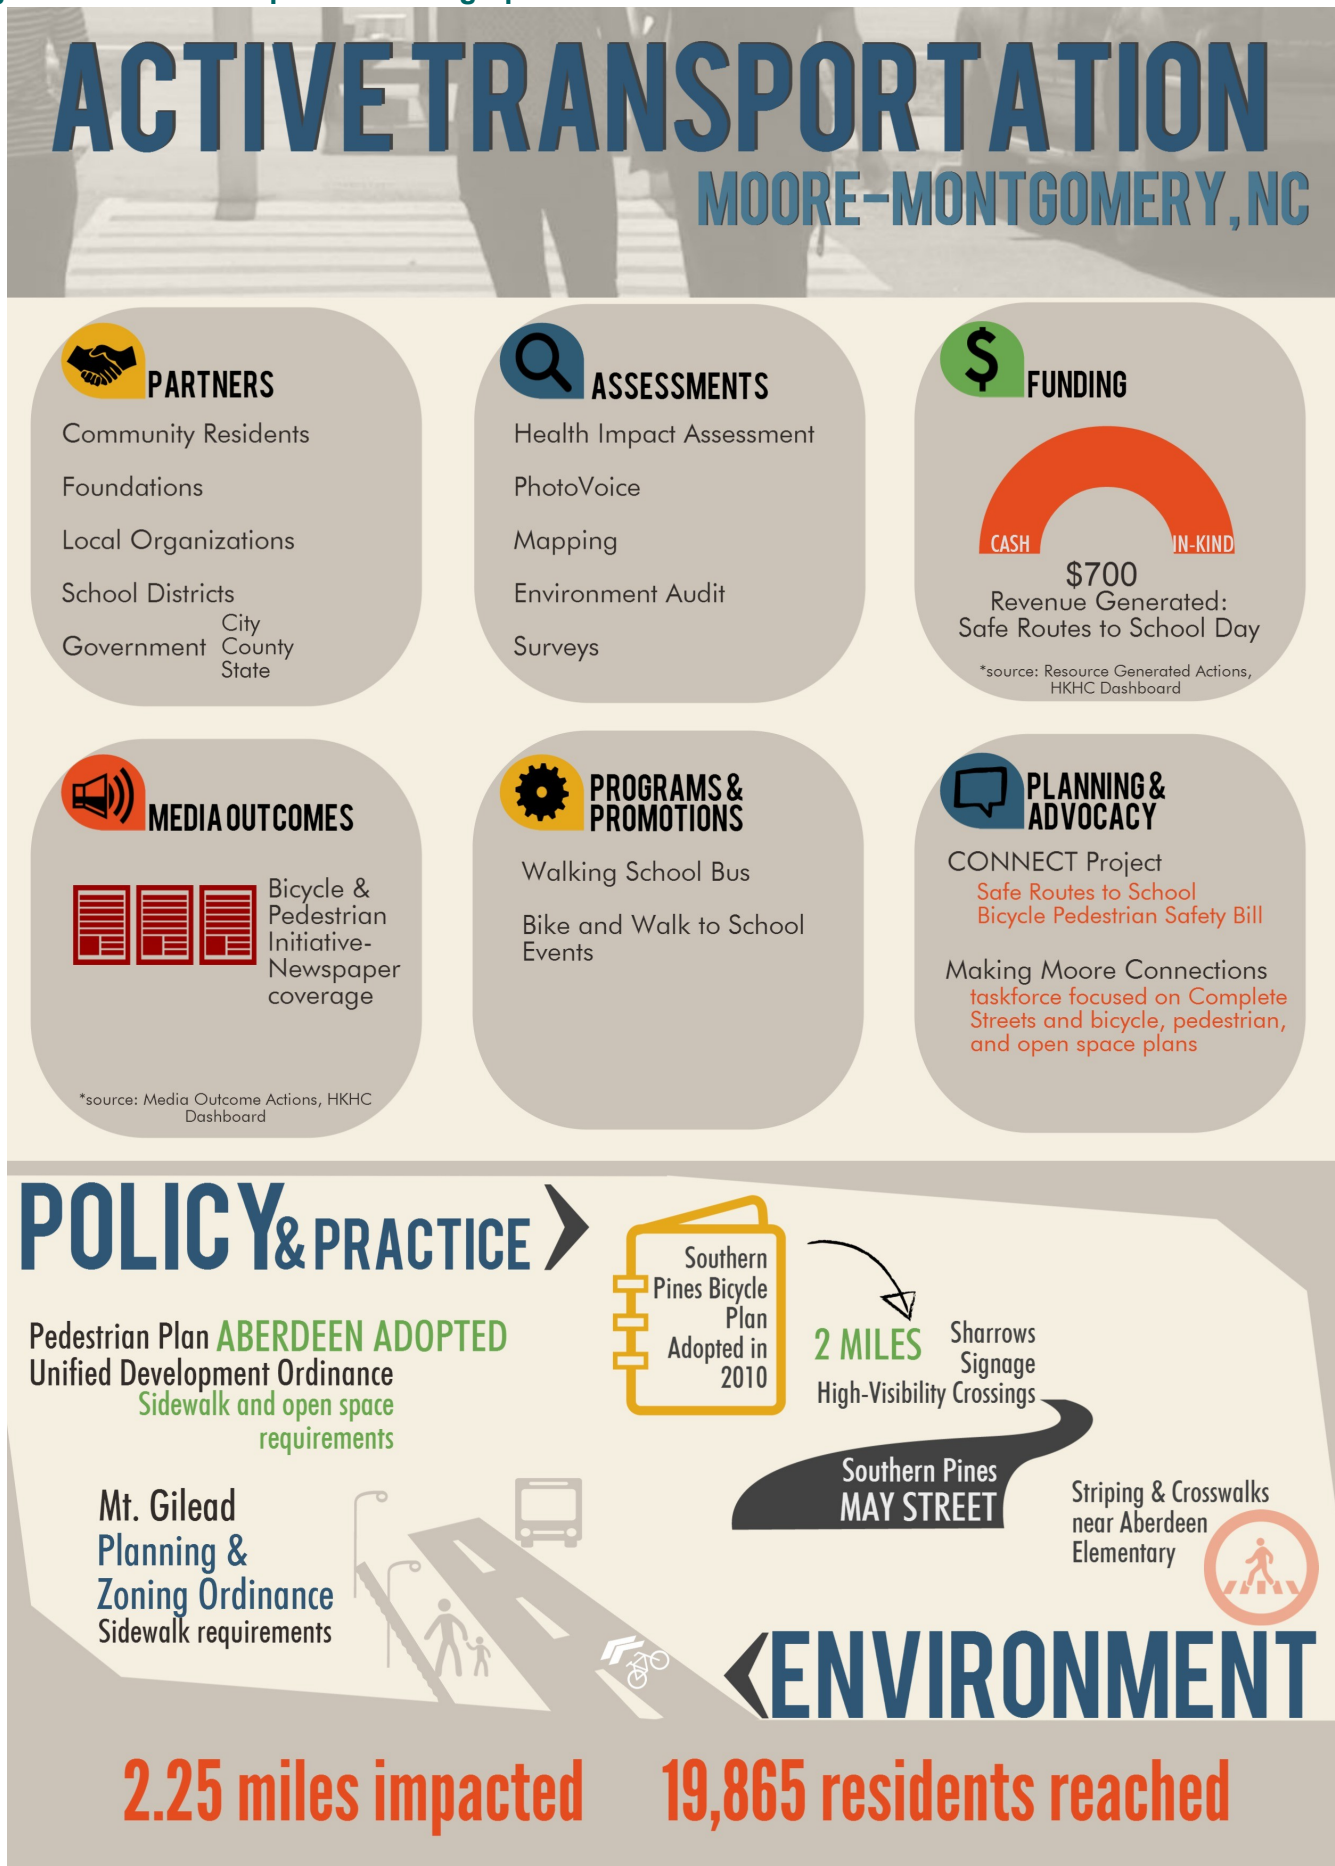 ACTIVE TRANSPORTATION
MOORE-MONTGOMERY, NC
PARTNERS
Community Residents
Foundations
Local Organizations
School Districts
Government
City
County
State
ASSESSMENTS
Health Impact Assessment
PhotoVoice
Mapping
Environment Audit
Surveys
FUNDING
CASH
IN-KIND
$700
Revenue Generated:
Safe Routes to School Day
*source: Resource Generated Actions,
HKHC Dashboard
MEDIA OUTCOMES
Bicycle &
Pedestrian
Initiative-
Newspaper
coverage
*source: Media Outcome Actions, HKHC
Dashboard
PROGRAMS &
PROMOTIONS
Walking School Bus
Bike and Walk to School
Events
PLANNING &
ADVOCACY
CONNECT Project
Safe Routes to School
Bicycle Pedestrian Safety Bill
Making Moore Connections
taskforce focused on Complete
Streets and bicycle, pedestrian,
and open space plans
POLICY & PRACTICE
Pedestrian Plan ABERDEEN ADOPTED
Unified Development Ordinance
Sidewalk and open space
requirements
Mt. Gilead
Planning &
Zoning Ordinance
Sidewalk requirements
Southern
Pines Bicycle
Plan
Adopted in
2010
2 MILES
Sharrows
Signage
High-Visibility Crossings
Southern Pines
MAY STREET
Striping & Crosswalks
near Aberdeen
Elementary
ENVIRONMENT
2.25 miles impacted
19,865 residents reached